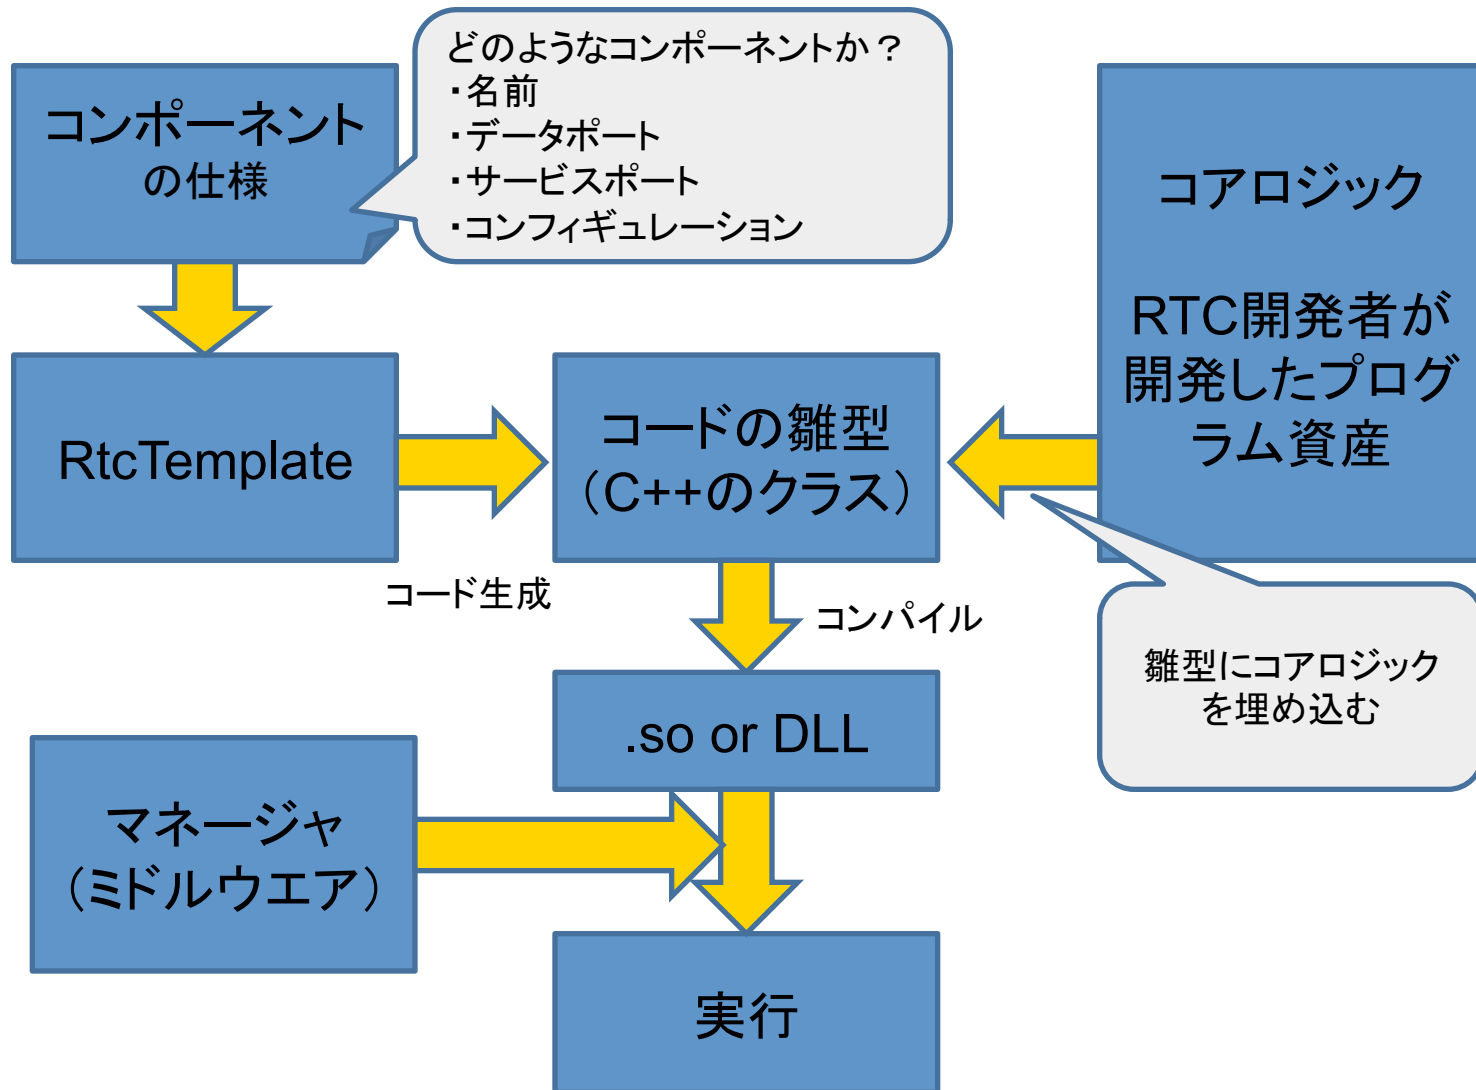 どのようなコンポーネントか？
・名前
・データポート
・サービスポート
・コンフィギュレーション
コンポーネント
の仕様
コアロジック
RTC開発者が
開発したプログ
ラム資産
RtcTemplate
コードの雛型
（C++のクラス）
コード生成
コンパイル
雛型にコアロジック
を埋め込む
.so or DLL
マネージャ
（ミドルウエア）
実行